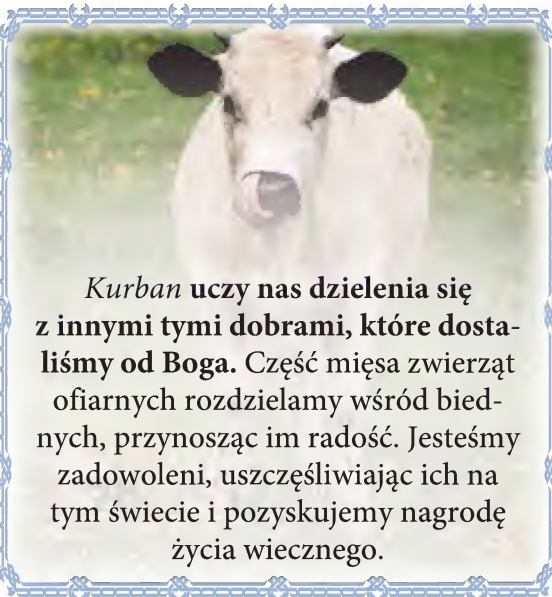 Kurban uczy nas dzielenia się
z innymi tymi dobrami, które dosta-
liśmy od Boga. Część mięsa zwierząt
ofiarnych rozdzielamy wśród bied-
nych, przynosząc im radość. Jesteśmy
zadowoleni, uszczęśliwiając ich na
tym świecie i pozyskujemy nagrodę
życia wiecznego.